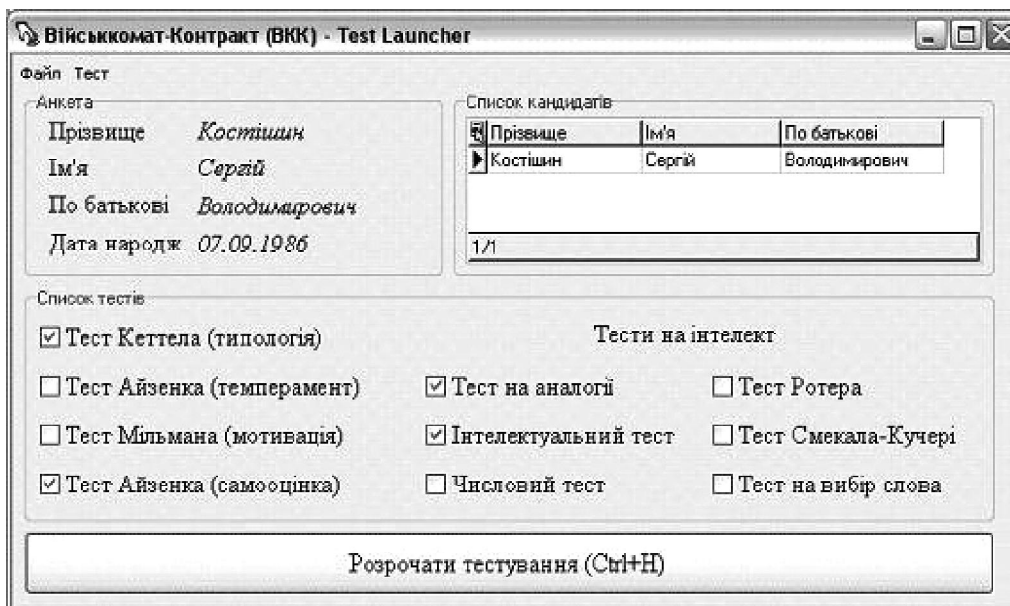 Військкомат-Контракт (ВКК) - Test Launcher
Файл Тест
Анкета
Прізвище Костішин
Ім'я Сергій
По батькові Володимирович
Дата народж 07.09.1986
Список кандидатів
Прізвище Ім'я По батькові
Костішин Сергій Володимирович
1/1
Список тестів
Тест Кеттела (типологія) Тести на інтелект
Тест Айзенка (темперамент) Тест на аналогії Тест Ротера
Тест Мільмана (мотивація) Інтелектуальний тест Тест Смекала-Кучері
Тест Айзенка (самооцінка) Числовий тест Тест на вибір слова
Розрочати тестування (Ctrl+H)